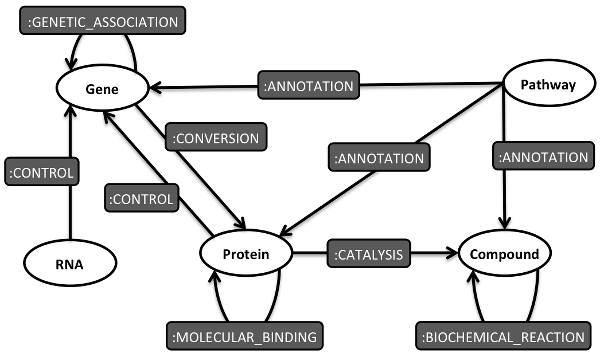 :GENETIC_ASSOCIATION
Gene
:ANNOTATION
Pathway
:CONVERSION
:ANNOTATION
:ANNOTATION
:CONTROL
:CONTROL
RNA
Protein
:CATALYSIS
Compound
:MOLECULAR_BINDING
:BIOCHEMICAL_REACTION